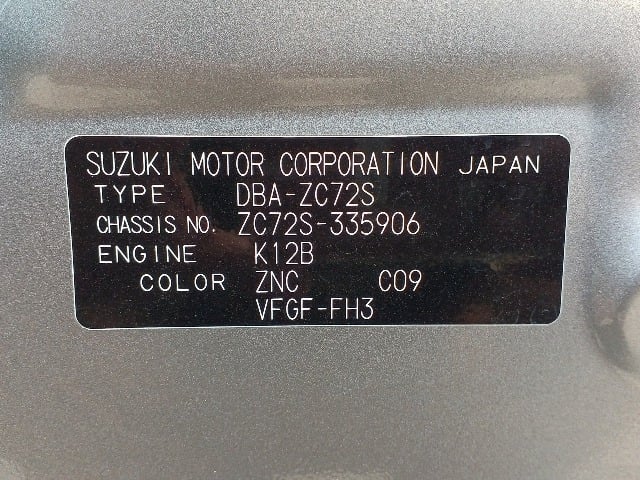 SUZUKI MOTOR CORPORATION JAPAN
TYPE DBA-ZC72S
CHASSIS NO. ZC72S-335906
ENGINE K12B
COLOR ZNC C09
VFGF-FH3